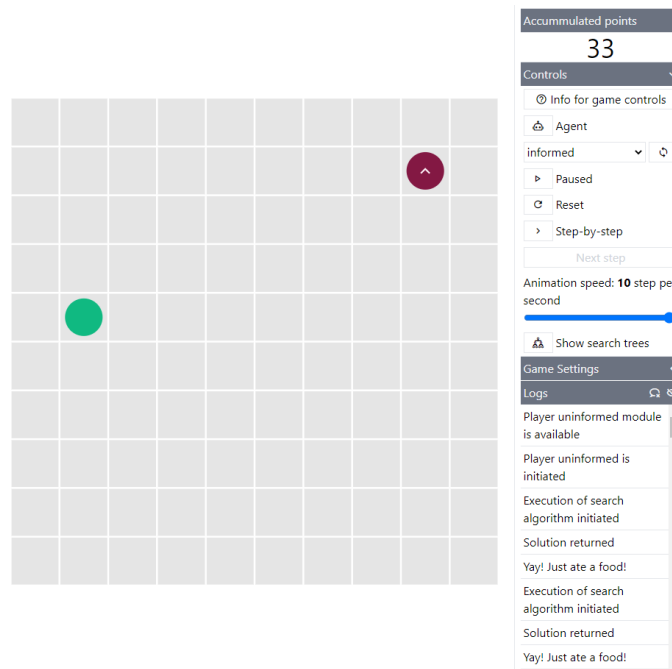 Accummulated points
33
Controls
Info for game controls
Agent
informed
Paused
Reset
Step-by-step
Next step
Animation speed: 10 step pe
second
Show search trees
Game Settings
Logs
Player uninformed module
is available
Player uninformed is
initiated
Execution of search
algorithm initiated
Solution returned
Yay! Just ate a food!
Execution of search
algorithm initiated
Solution returned
Yay! Just ate a food!